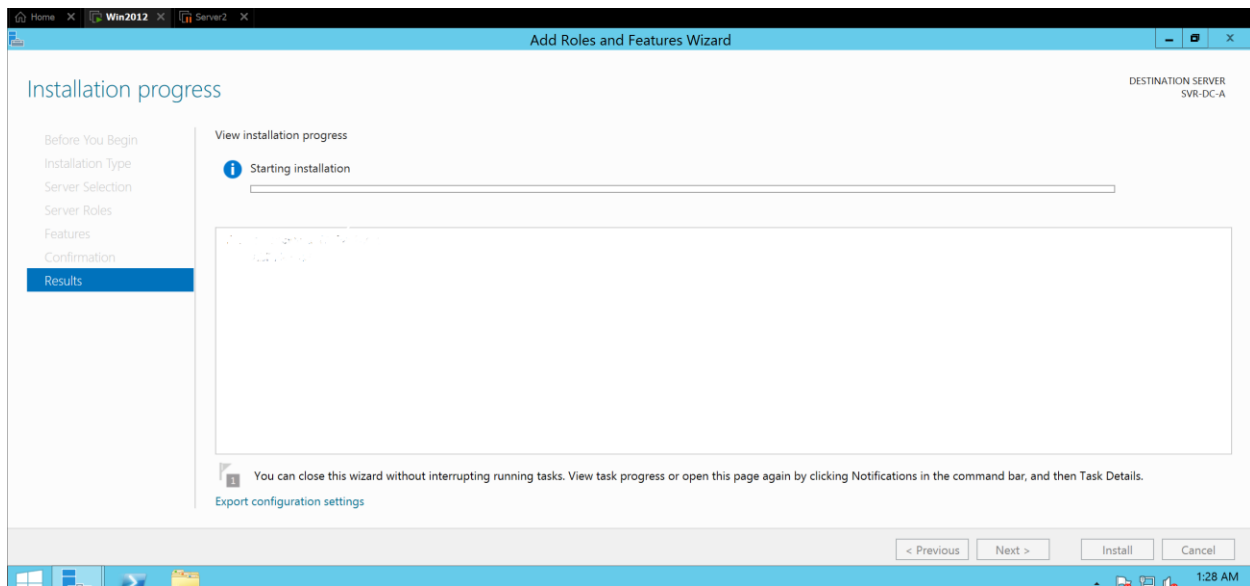 Home Win2012 Server2
Add Roles and Features Wizard
Installation progress
DESTINATION SERVER
SVR-DC-A
Before You Begin
Installation Type
Server Selection
Server Roles
Features
Confirmation
Results
View installation progress
Starting installation
1
You can close this wizard without interrupting running tasks. View task progress or open this page again by clicking Notifications in the command bar, and then Task Details.
Export configuration settings
< Previous Next > Install Cancel
1:28 AM